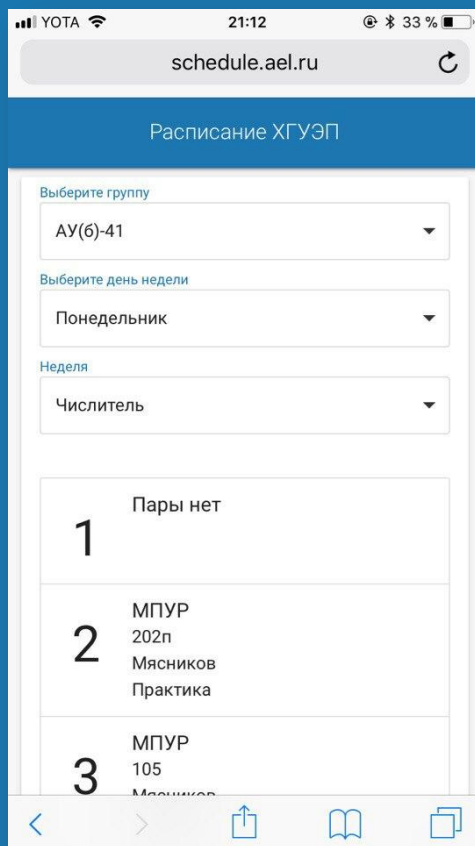 YOTA 21:12 33 %
schedule.ael.ru
Расписание ХГУЭП
Выберите группу
АУ(б)-41
Выберите день недели
Понедельник
Неделя
Числитель
1
Пары нет
2
МПУР
202п
Мясников
Практика
3
МПУР
105
Мясников